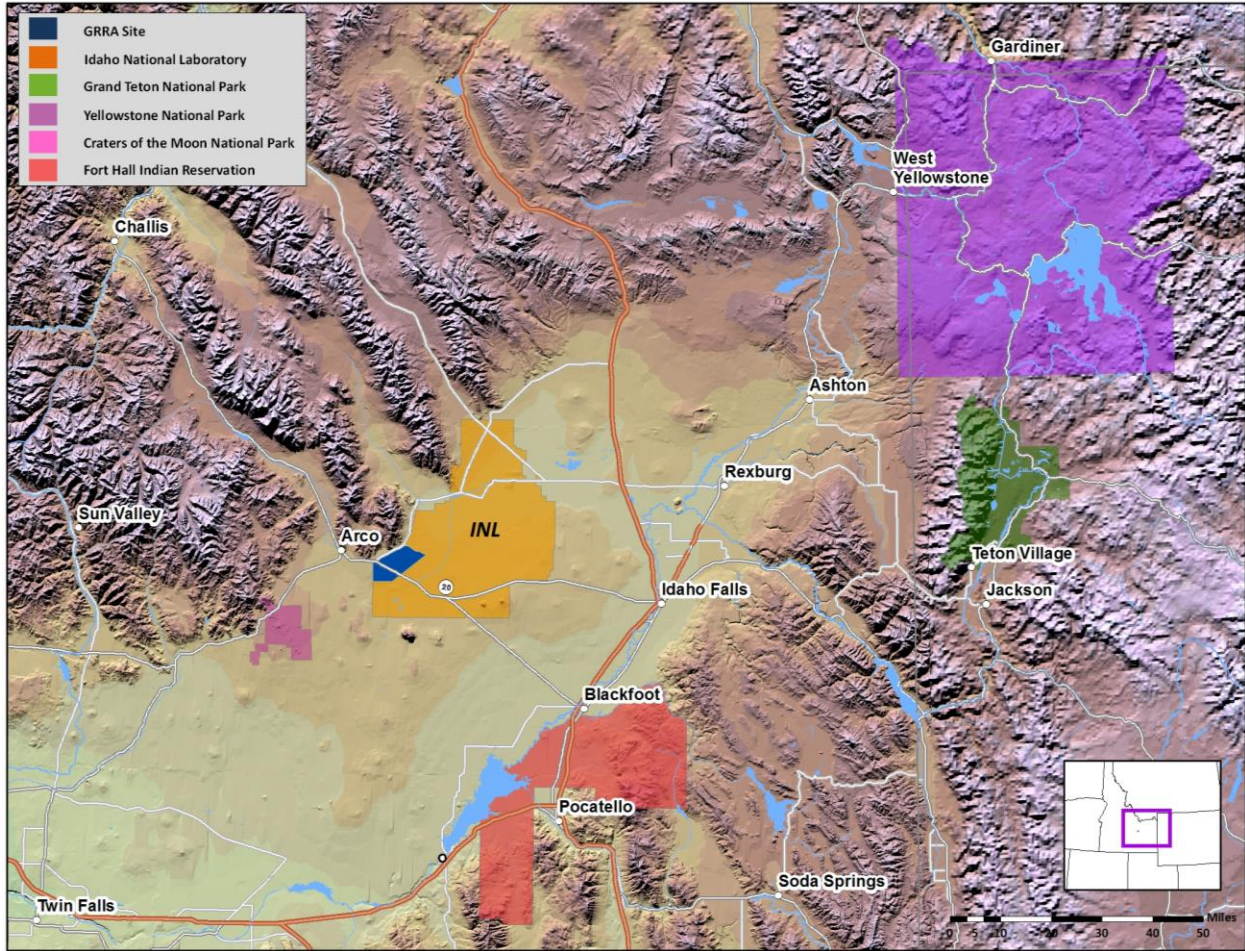 GRRA Site
Idaho National Laboratory
Grand Teton National Park
Yellowstone National Park
Craters of the Moon National Park
Fort Hall Indian Reservation
Gardiner
West
Yellowstone
Challis
Ashton
Rexburg
Sun Valley
Arco
INL
Teton Village
20
Idaho Falls
Jackson
Blackfoot
Pocatello
Soda Springs
Twin Falls
Miles
0 5 10 20 30 40 50